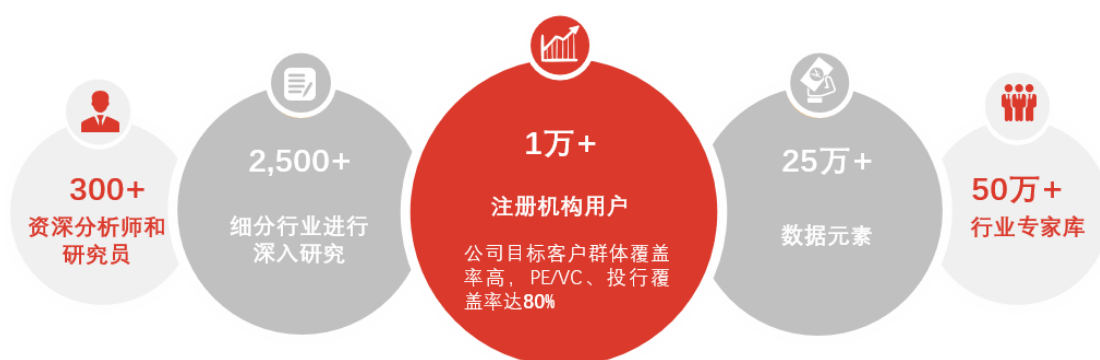 300+
资深分析师和
研究员
2,500+
细分行业进行
深入研究
1万+
注册机构用户
公司目标客户群体覆盖
率高，PE/VC、投行覆
盖率达80%
25万+
数据元素
50万+
行业专家库